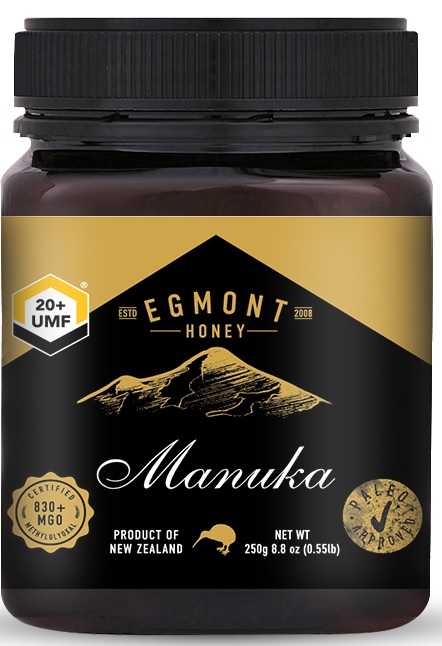 20+
UMF
®
ESTD EGMONT 2008
HONEY
Manuka
CERTIFIED
830+
MGO
METHYLGLYOXAL
PRODUCT OF
NEW ZEALAND
NET WT
250g 8.8 oz (0.55lb)
PALEO
APPROVED